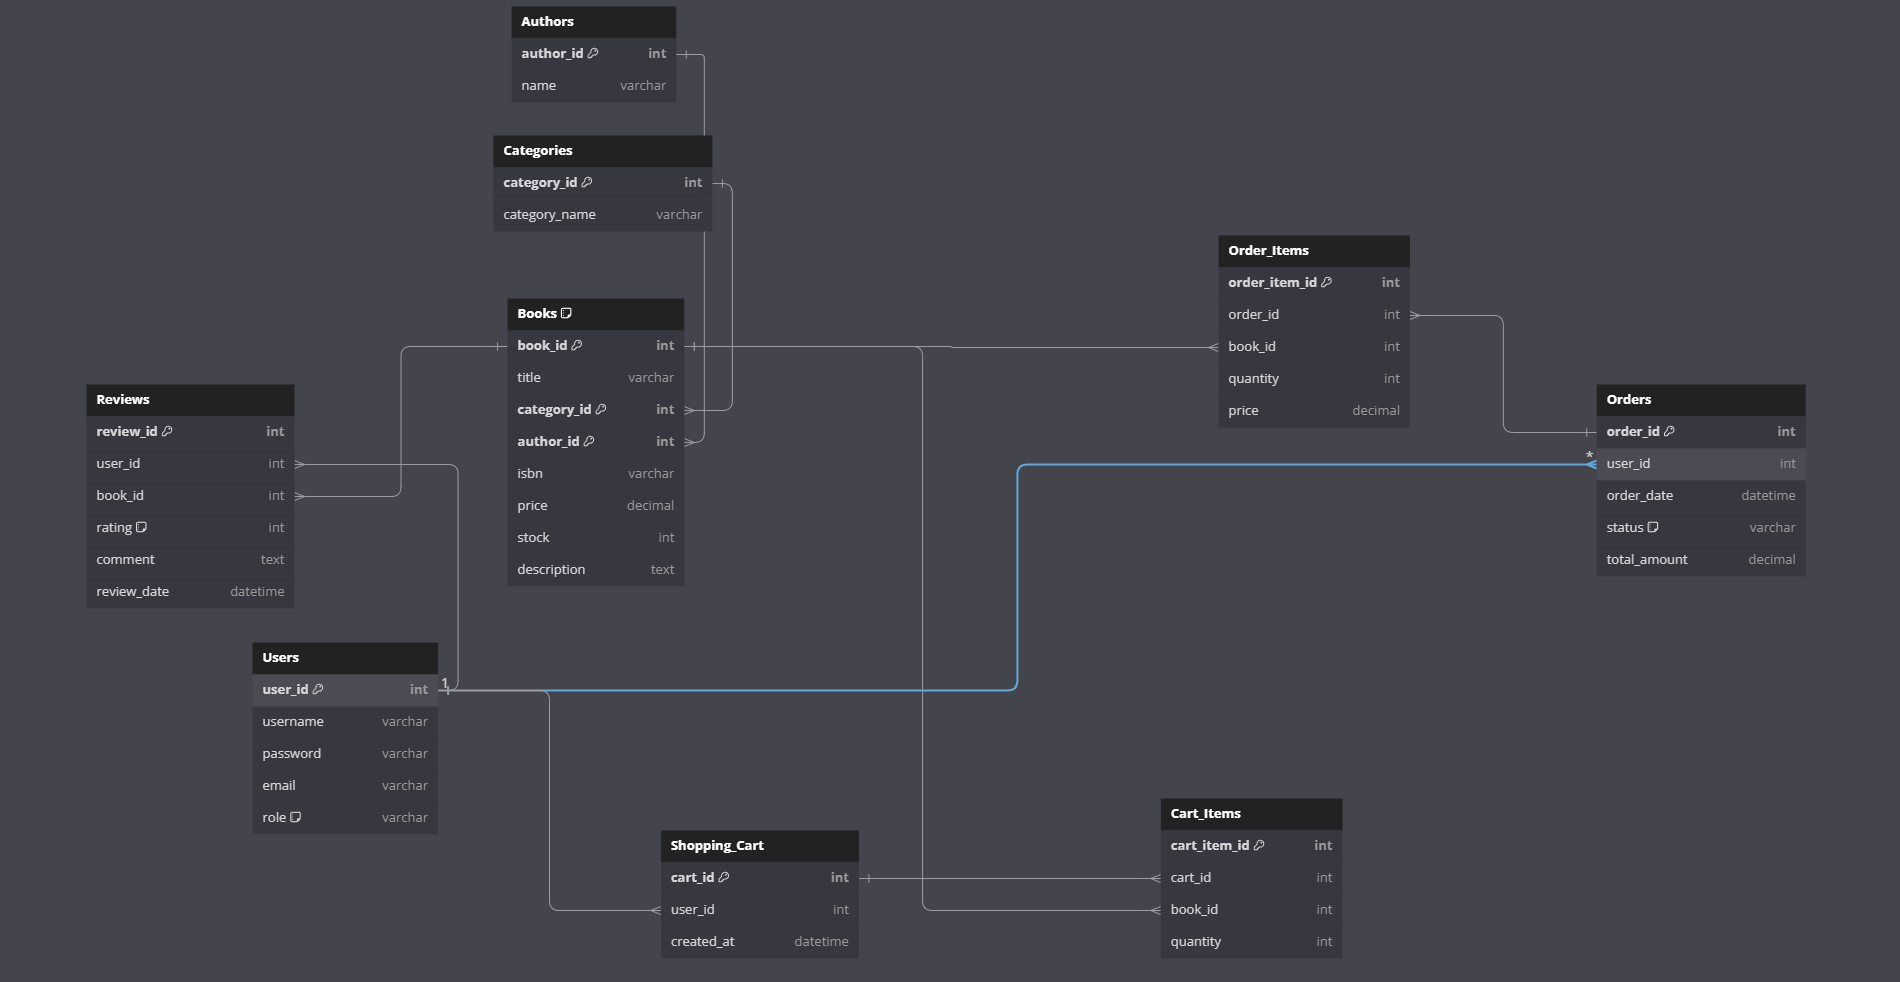 Authors
author_id int
name varchar
Categories
category_id int
category_name varchar
Books
book_id int
title varchar
category_id int
author_id int
isbn varchar
price decimal
stock int
description text
Order_Items
order_item_id int
order_id int
book_id int
quantity int
price decimal
Reviews
review_id int
user_id int
book_id int
rating int
comment text
review_date datetime
Orders
order_id int
* user_id int
order_date datetime
status varchar
total_amount decimal
Users
user_id int 1
username varchar
password varchar
email varchar
role varchar
Shopping_Cart
cart_id int
user_id int
created_at datetime
Cart_Items
cart_item_id int
cart_id int
book_id int
quantity int